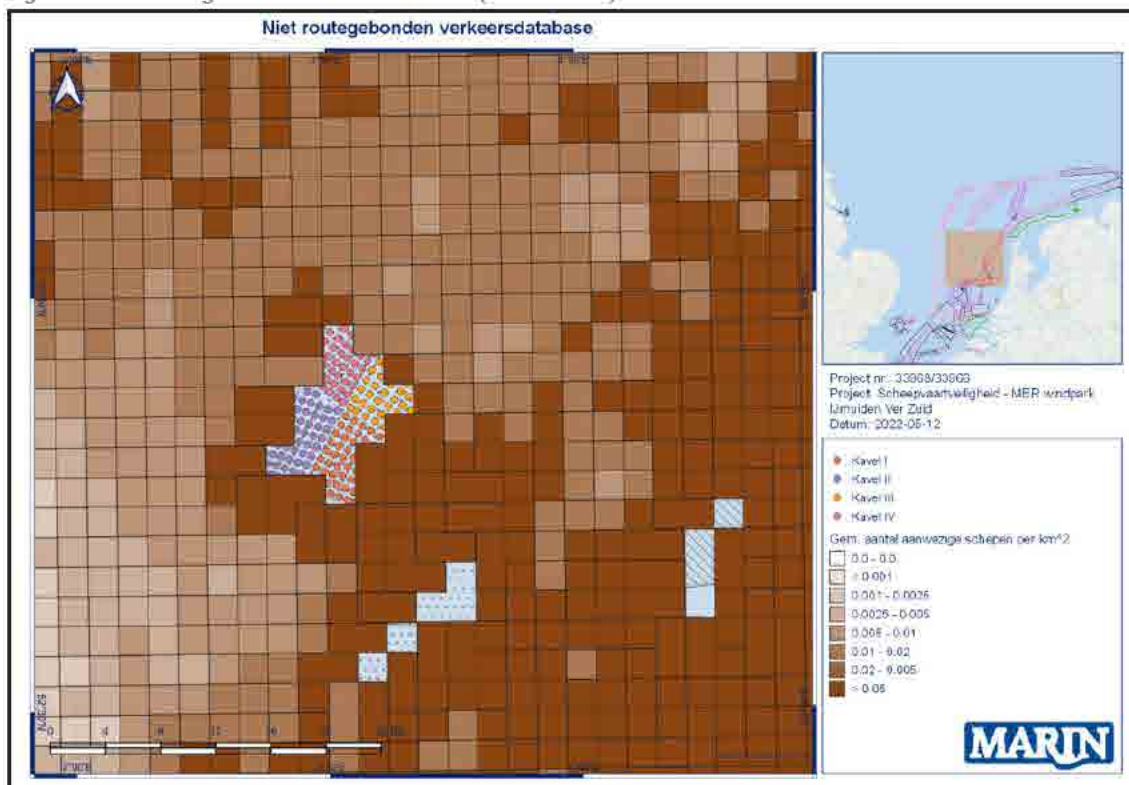 Niet routegebonden verkeersdatabase
Project nr.: 33968/33966
Project: Scheepvaartveiligheid - MER windpark
IJmuiden Ver Zuid
Datum: 2022-05-12
Kavel I
Kavel II
Kavel III
Kavel IV
Gem. aantal aanwezige schepen per km^2
0.0 - 0.0
< 0.001
0.001 - 0.0025
0.0025 - 0.005
0.005 - 0.01
0.01 - 0.02
0.02 - 0.005
> 0.05
52°30'N
0 4 8
MARIN